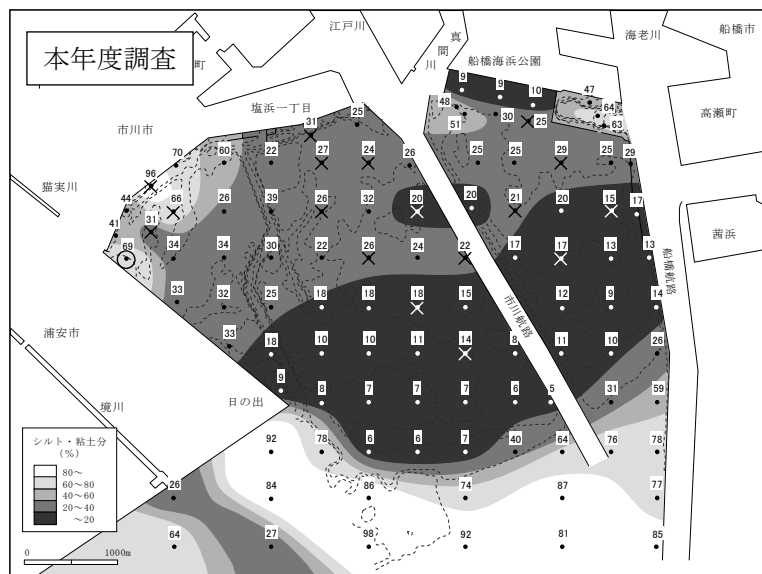 江戸川
真間川
船橋海浜公園
海老川
船橋市
本年度調査
町
高瀬町
塩浜一丁目
市川市
猫実川
茜浜
船橋航路
市川航路
浦安市
境川
日の出
9 9 10 47
48 64
51 30 25 63
31 25
70 60 22 27 24 26 25 25 29 25 29
96
44 66 26 39 26 32 20 20 21 20 15 17
41 31
69 34 34 30 22 26 24 22 17 17 13 13
33 32 25 18 18 18 15 12 9 14
33 18 10 10 11 14 8 11 10 26
9 8 7 7 7 6 5 31 59
92 78 6 6 7 40 64 76 78
26 84 86 74 87 77
64 27 98 92 81 85
シルト・粘土分
(%)
80～
60～80
40～60
20～40
～20
0 1000m